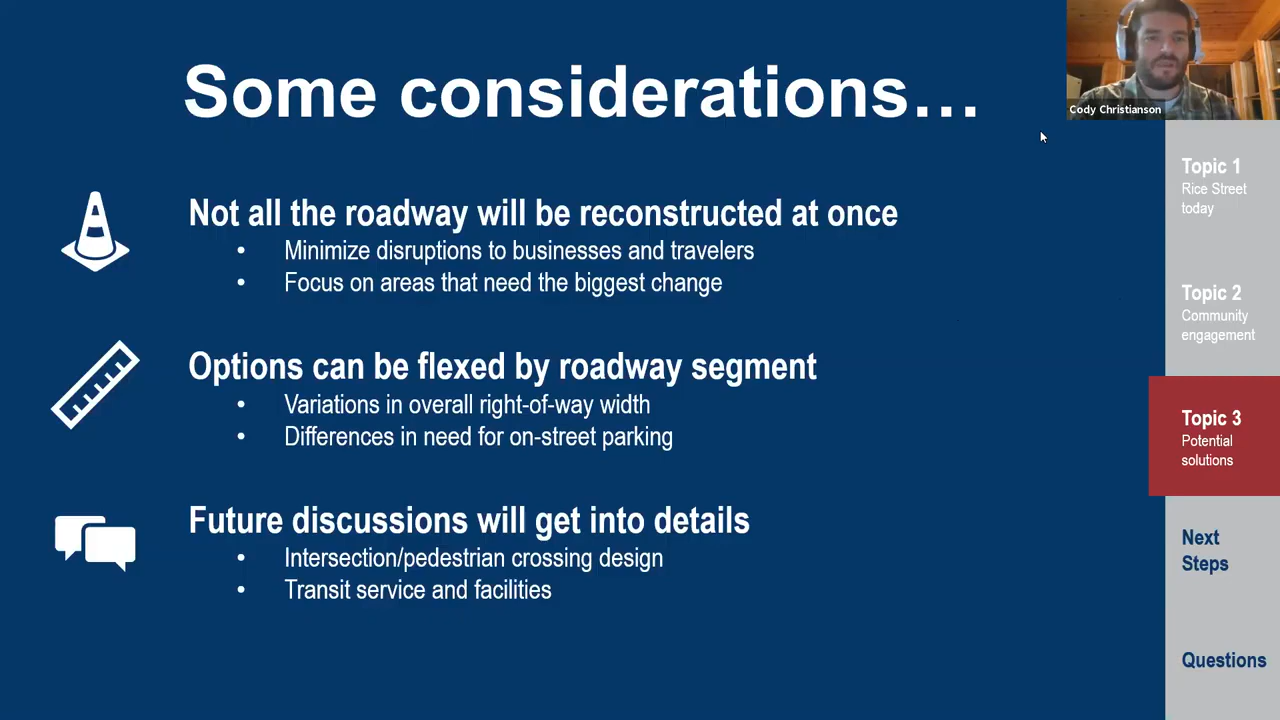 Some considerations…
Cody Christianson
Not all the roadway will be reconstructed at once
• Minimize disruptions to businesses and travelers
• Focus on areas that need the biggest change
Options can be flexed by roadway segment
• Variations in overall right-of-way width
• Differences in need for on-street parking
Future discussions will get into details
• Intersection/pedestrian crossing design
• Transit service and facilities
Topic 1
Rice Street
today
Topic 2
Community
engagement
Topic 3
Potential
solutions
Next
Steps
Questions